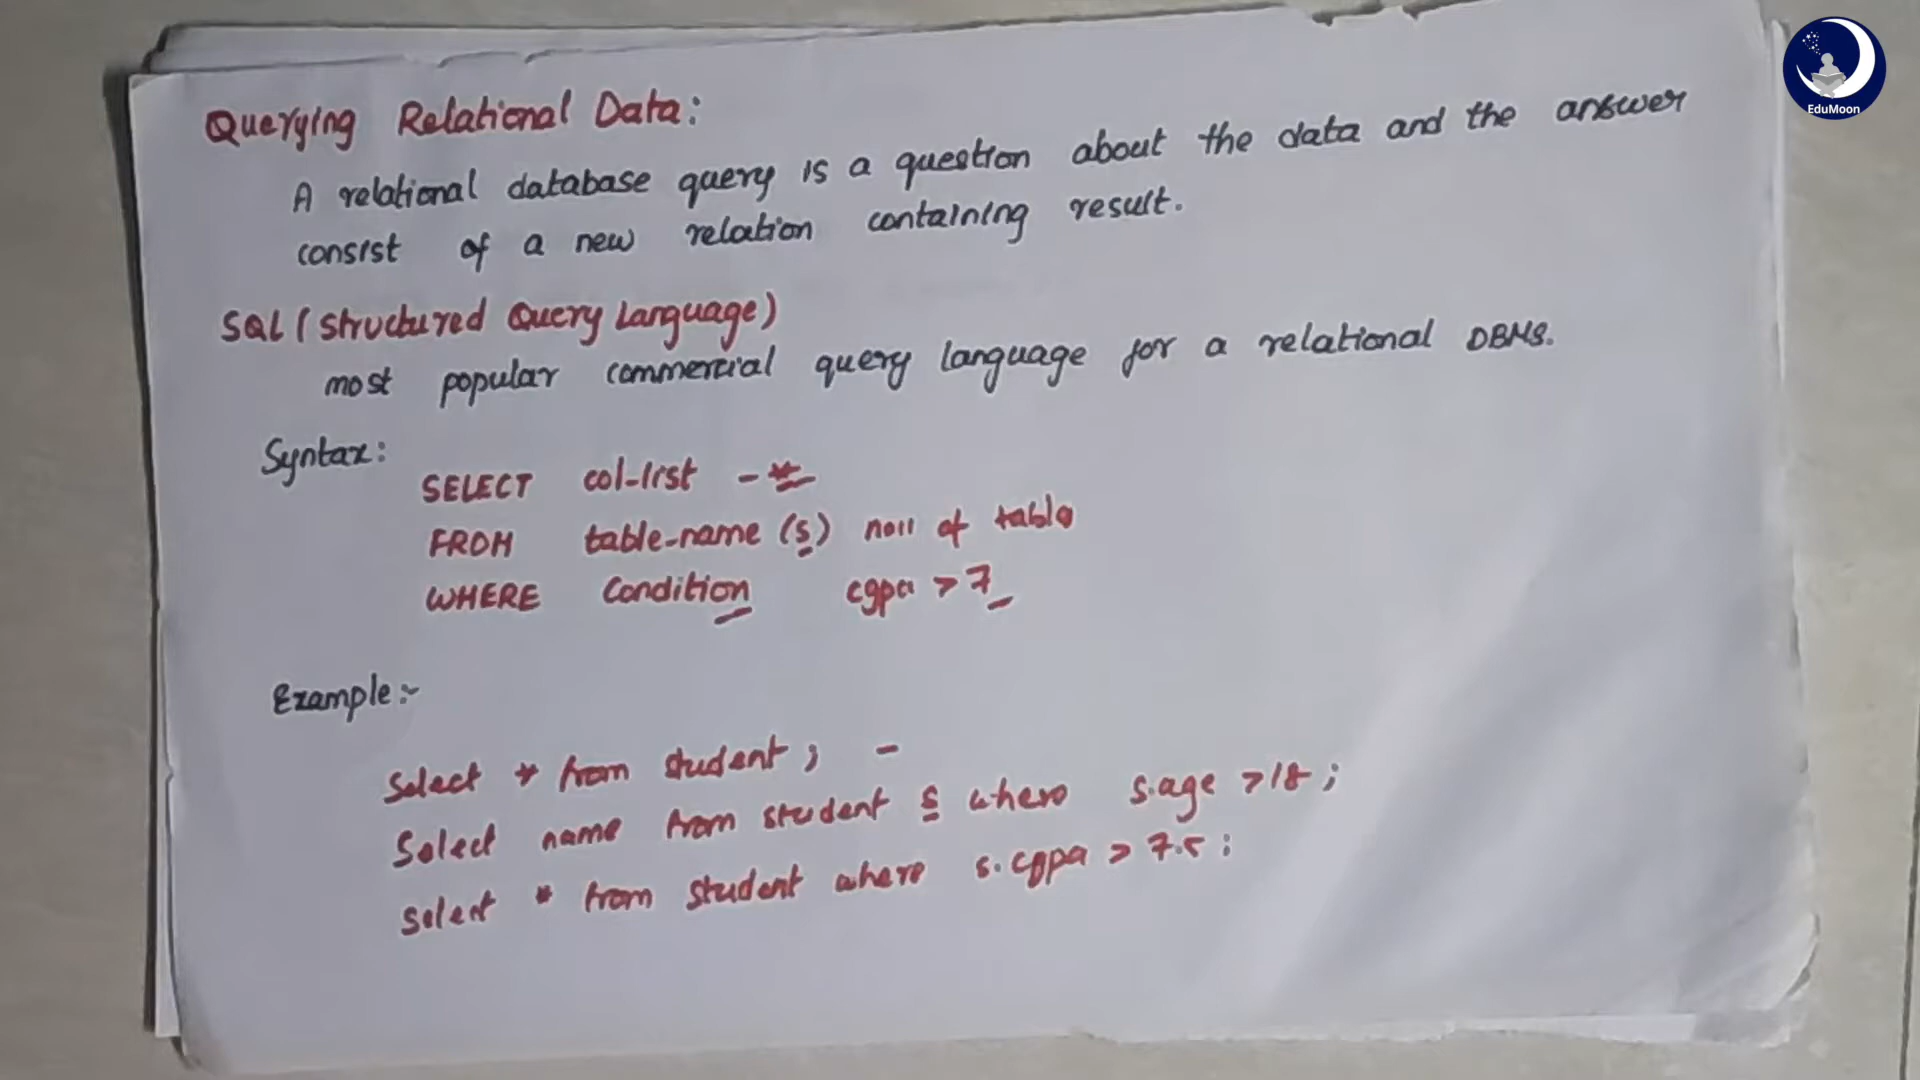 Querying Relational Data:
A relational database query is a question about the data and the answer
consist of a new relation containing result.
SQL (Structured Query Language)
most popular commercial query language for a relational DBMS.
Syntax:
SELECT col-list - *
FROM table-name (s) of table
WHERE Condition cgpa > 7
Example :-
Select * from student ; -
Select name from student s where s.age >18 ;
Select * from student where s.cgpa > 7.5 ;
EduMoon